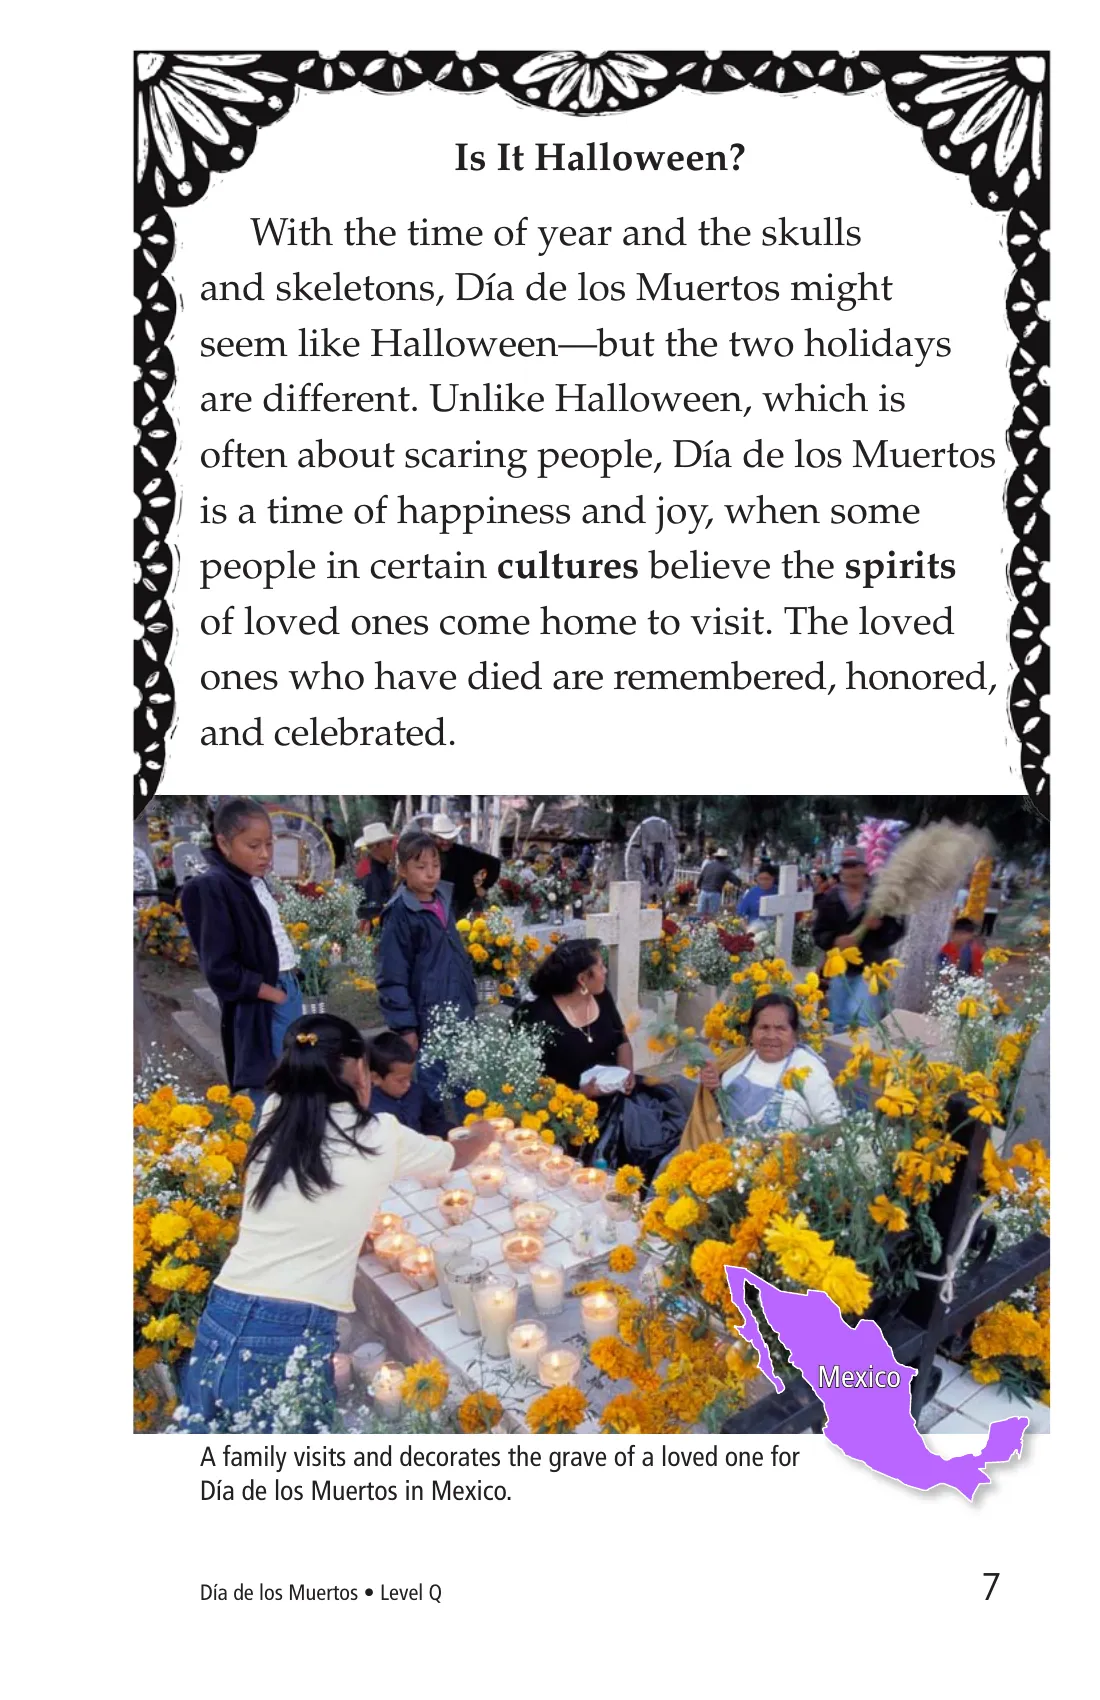 Is It Halloween?
With the time of year and the skulls
and skeletons, Día de los Muertos might
seem like Halloween—but the two holidays
are different. Unlike Halloween, which is
often about scaring people, Día de los Muertos
is a time of happiness and joy, when some
people in certain cultures believe the spirits
of loved ones come home to visit. The loved
ones who have died are remembered, honored,
and celebrated.
Mexico
A family visits and decorates the grave of a loved one for
Día de los Muertos in Mexico.
Día de los Muertos • Level Q
7